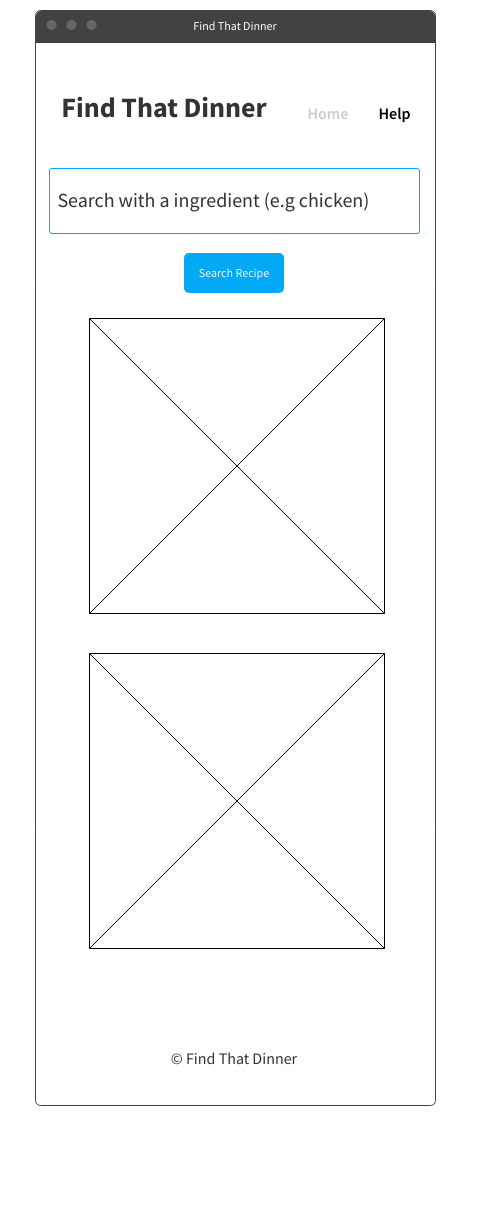 Find That Dinner
Find That Dinner
Home
Help
Search with a ingredient (e.g chicken)
Search Recipe
© Find That Dinner